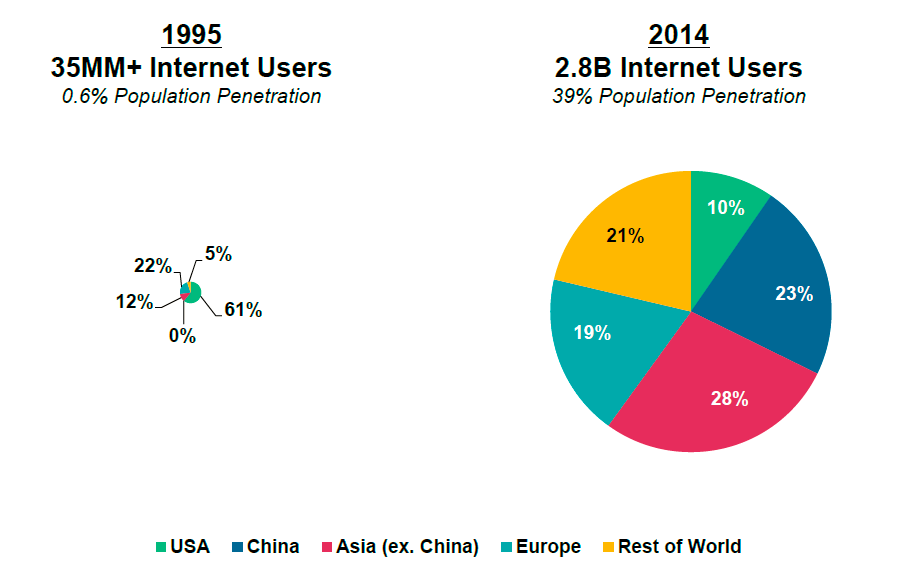 1995
35MM+ Internet Users
0.6% Population Penetration
2014
2.8B Internet Users
39% Population Penetration
5%
22%
12%
61%
0%
10%
21%
23%
19%
28%
USA China Asia (ex. China) Europe Rest of World